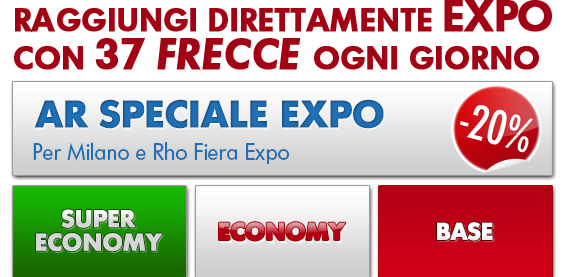 RAGGIUNGI DIRETTAMENTE EXPO
CON 37 FRECCE OGNI GIORNO
AR SPECIALE EXPO
-20%
Per Milano e Rho Fiera Expo
SUPER
ECONOMY
ECONOMY
BASE